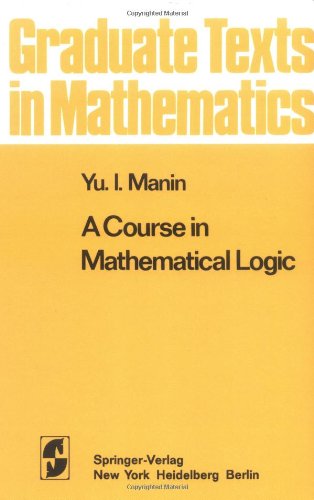 Graduate Texts
in Mathematics
Yu. I. Manin
A Course in
Mathematical Logic
Springer-Verlag
New York Heidelberg Berlin